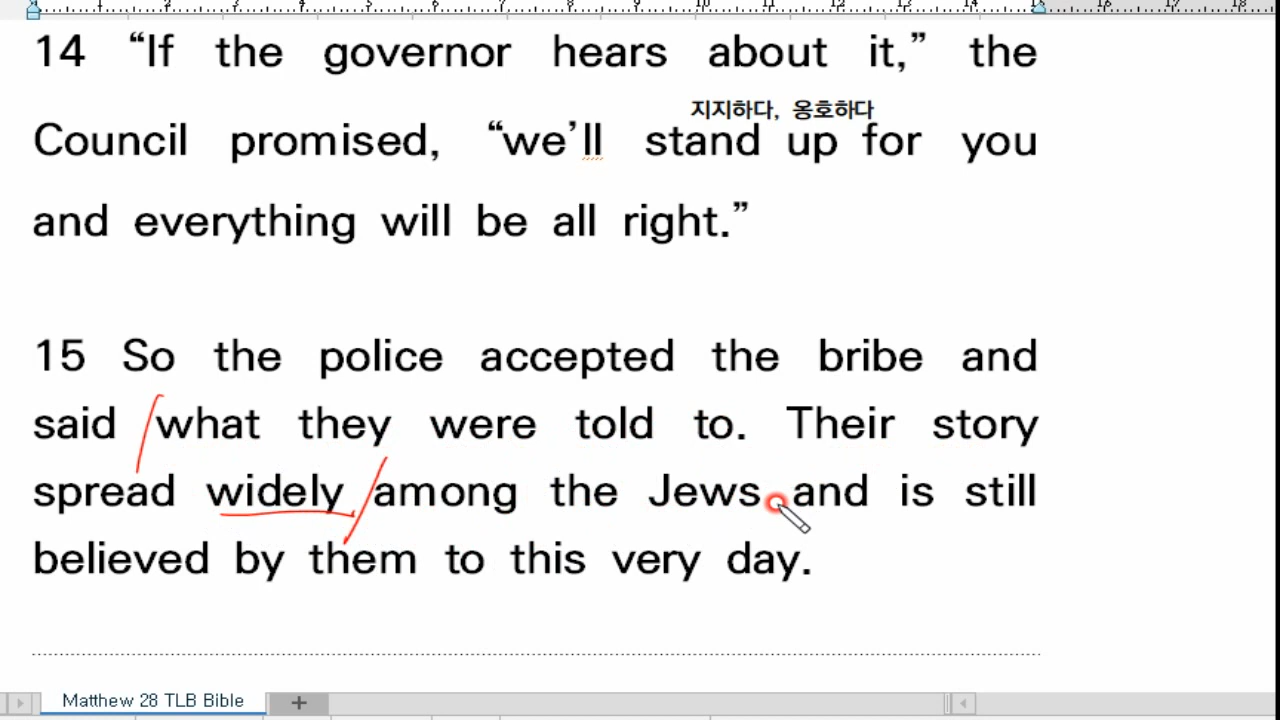 14 “If the governor hears about it,” the
지지하다, 옹호하다
Council promised, “we’ll stand up for you
and everything will be all right.”
15 So the police accepted the bribe and
said what they were told to. Their story
spread widely among the Jews and is still
believed by them to this very day.
Matthew 28 TLB Bible